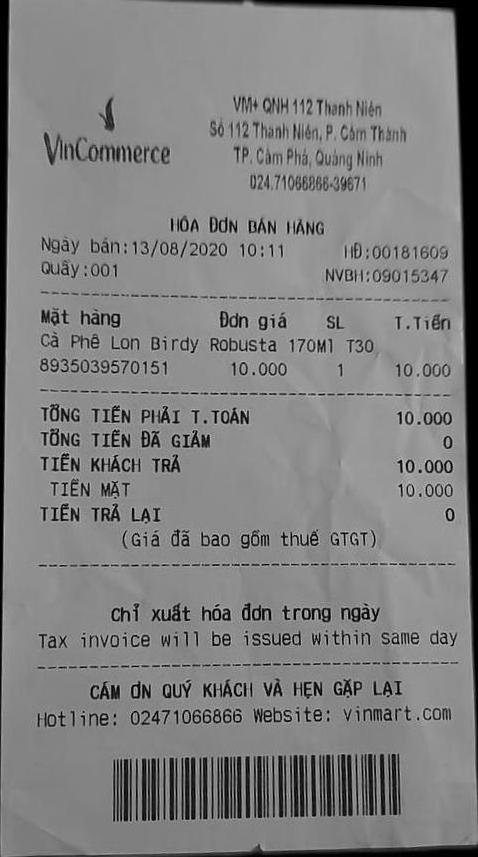 VinCommerce
VM+ QNH 112 Thanh Niên
Số 112 Thanh Niên, P. Cẩm Thành
TP. Cẩm Phả, Quảng Ninh
024.71066866-39671
HÓA ĐƠN BÁN HÀNG
Ngày bán:13/08/2020 10:11 HĐ:00181609
Quầy:001 NVBH:09015347
Mặt hàng Đơn giá SL T.Tiền
Cà Phê Lon Birdy Robusta 170Ml T30
8935039570151 10.000 1 10.000
TỔNG TIỀN PHẢI T.TOÁN 10.000
TỔNG TIỀN ĐÃ GIẢM 0
TIỀN KHÁCH TRẢ 10.000
TIỀN MẶT 10.000
TIỀN TRẢ LẠI 0
(Giá đã bao gồm thuế GTGT)
Chỉ xuất hóa đơn trong ngày
Tax invoice will be issued within same day
CÁM ƠN QUÝ KHÁCH VÀ HẸN GẶP LẠI
Hotline: 02471066866 Website: vinmart.com